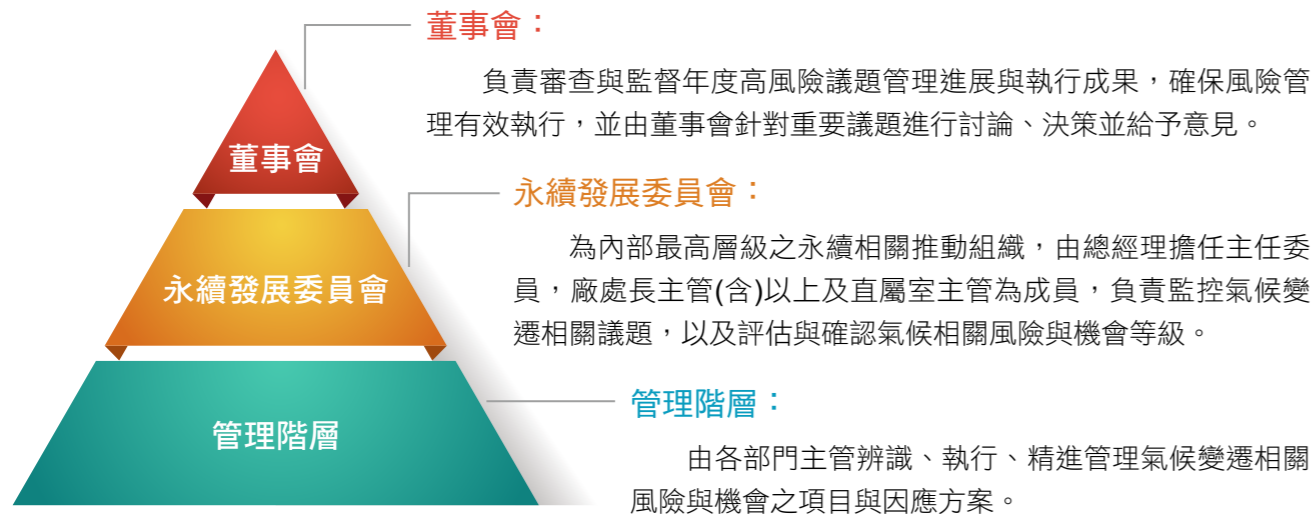 董事會：
負責審查與監督年度高風險議題管理進展與執行成果，確保風險管
理有效執行，並由董事會針對重要議題進行討論、決策並給予意見。
董事會
永續發展委員會：
為內部最高層級之永續相關推動組織，由總經理擔任主任委
員，廠處長主管(含)以上及直屬室主管為成員，負責監控氣候變
遷相關議題，以及評估與確認氣候相關風險與機會等級。
永續發展委員會
管理階層：
由各部門主管辨識、執行、精進管理氣候變遷相關
風險與機會之項目與因應方案。
管理階層